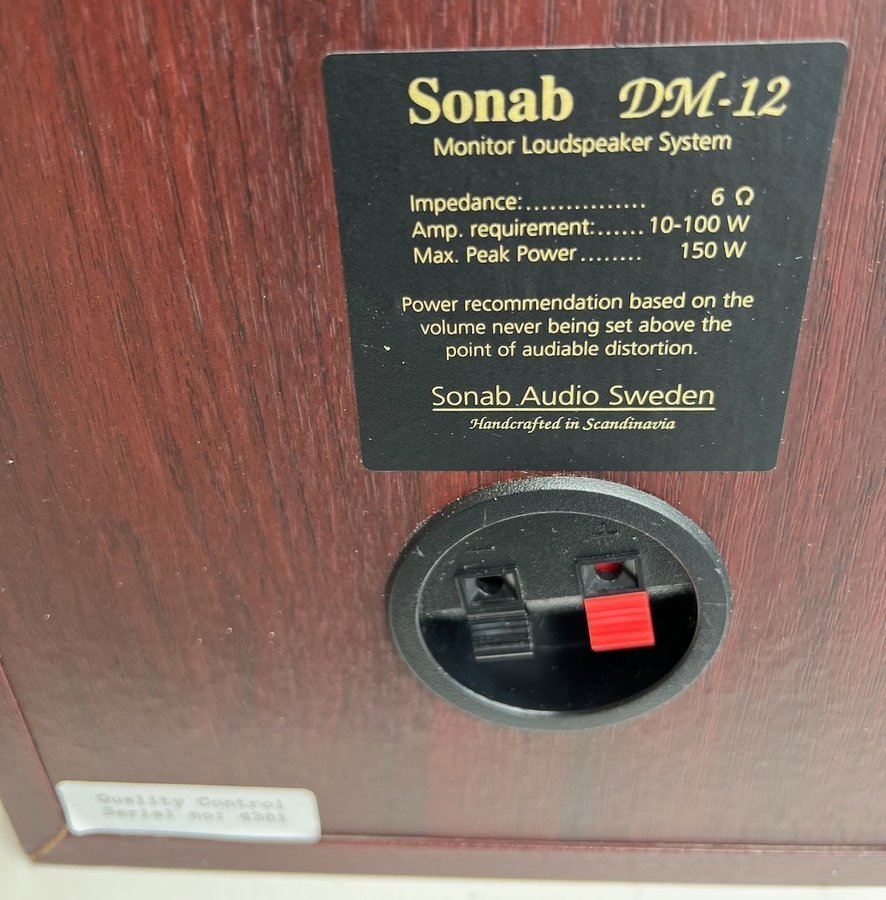 Sonab DM-12
Monitor Loudspeaker System
Impedance:............... 6 Ω
Amp. requirement:...... 10-100 W
Max. Peak Power ........ 150 W
Power recommendation based on the
volume never being set above the
point of audiable distortion.
Sonab Audio Sweden
Handcrafted in Scandinavia
- +
Quality Control
Serial no: